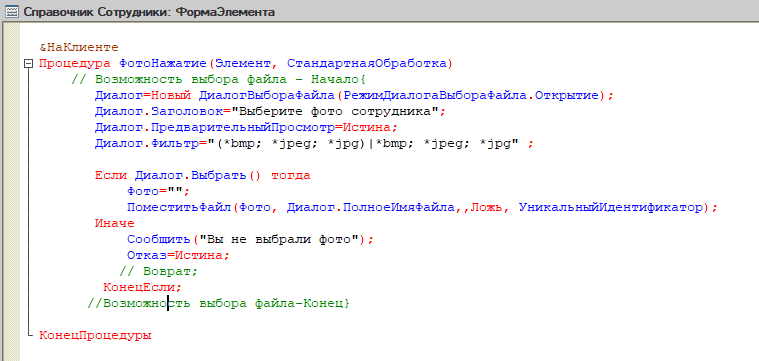 Справочник Сотрудники: ФормаЭлемента
&НаКлиенте
Процедура ФотоНажатие(Элемент, СтандартнаяОбработка)
// Возможность выбора файла - Начало{
Диалог=Новый ДиалогВыбораФайла(РежимДиалогаВыбораФайла.Открытие);
Диалог.Заголовок="Выберите фото сотрудника";
Диалог.ПредварительныйПросмотр=Истина;
Диалог.Фильтр="(*bmp; *jpeg; *jpg)|*bmp; *jpeg; *jpg" ;
Если Диалог.Выбрать() тогда
Фото="";
ПоместитьФайл(Фото, Диалог.ПолноеИмяФайла,,Ложь, УникальныйИдентификатор);
Иначе
Сообщить("Вы не выбрали фото");
Отказ=Истина;
// Воврат;
КонецЕсли;
//Возможность выбора файла-Конец}
КонецПроцедуры